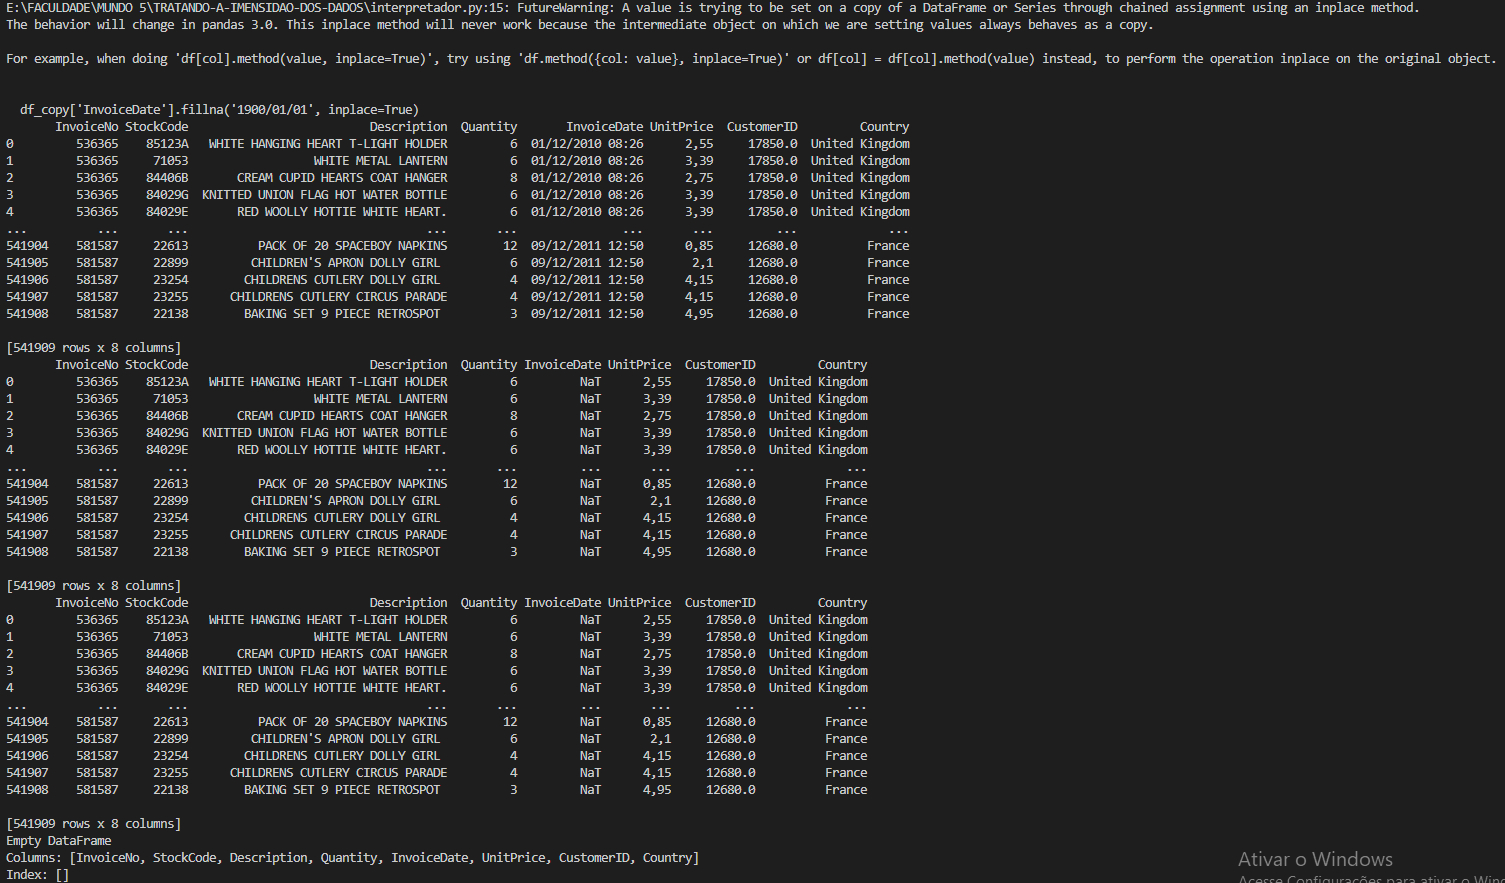 E:\FACULDADE\MUNDO 5\TRATANDO-A-IMENSIDAO-DOS-DADOS\interpretador.py:15: FutureWarning: A value is trying to be set on a copy of a DataFrame or Series through chained assignment using an inplace method.
The behavior will change in pandas 3.0. This inplace method will never work because the intermediate object on which we are setting values always behaves as a copy.
For example, when doing 'df[col].method(value, inplace=True)', try using 'df.method({col: value}, inplace=True)' or df[col] = df[col].method(value) instead, to perform the operation inplace on the original object.
df_copy['InvoiceDate'].fillna('1900/01/01', inplace=True)
InvoiceNo StockCode Description Quantity InvoiceDate UnitPrice CustomerID Country
0 536365 85123A WHITE HANGING HEART T-LIGHT HOLDER 6 01/12/2010 08:26 2,55 17850.0 United Kingdom
1 536365 71053 WHITE METAL LANTERN 6 01/12/2010 08:26 3,39 17850.0 United Kingdom
2 536365 84406B CREAM CUPID HEARTS COAT HANGER 8 01/12/2010 08:26 2,75 17850.0 United Kingdom
3 536365 84029G KNITTED UNION FLAG HOT WATER BOTTLE 6 01/12/2010 08:26 3,39 17850.0 United Kingdom
4 536365 84029E RED WOOLLY HOTTIE WHITE HEART. 6 01/12/2010 08:26 3,39 17850.0 United Kingdom
... ... ... ... ... ... ... ... ...
541904 581587 22613 PACK OF 20 SPACEBOY NAPKINS 12 09/12/2011 12:50 0,85 12680.0 France
541905 581587 22899 CHILDREN'S APRON DOLLY GIRL 6 09/12/2011 12:50 2,1 12680.0 France
541906 581587 23254 CHILDRENS CUTLERY DOLLY GIRL 4 09/12/2011 12:50 4,15 12680.0 France
541907 581587 23255 CHILDRENS CUTLERY CIRCUS PARADE 4 09/12/2011 12:50 4,15 12680.0 France
541908 581587 22138 BAKING SET 9 PIECE RETROSPOT 3 09/12/2011 12:50 4,95 12680.0 France
[541909 rows x 8 columns]
InvoiceNo StockCode Description Quantity InvoiceDate UnitPrice CustomerID Country
0 536365 85123A WHITE HANGING HEART T-LIGHT HOLDER 6 NaT 2,55 17850.0 United Kingdom
1 536365 71053 WHITE METAL LANTERN 6 NaT 3,39 17850.0 United Kingdom
2 536365 84406B CREAM CUPID HEARTS COAT HANGER 8 NaT 2,75 17850.0 United Kingdom
3 536365 84029G KNITTED UNION FLAG HOT WATER BOTTLE 6 NaT 3,39 17850.0 United Kingdom
4 536365 84029E RED WOOLLY HOTTIE WHITE HEART. 6 NaT 3,39 17850.0 United Kingdom
... ... ... ... ... ... ... ... ...
541904 581587 22613 PACK OF 20 SPACEBOY NAPKINS 12 NaT 0,85 12680.0 France
541905 581587 22899 CHILDREN'S APRON DOLLY GIRL 6 NaT 2,1 12680.0 France
541906 581587 23254 CHILDRENS CUTLERY DOLLY GIRL 4 NaT 4,15 12680.0 France
541907 581587 23255 CHILDRENS CUTLERY CIRCUS PARADE 4 NaT 4,15 12680.0 France
541908 581587 22138 BAKING SET 9 PIECE RETROSPOT 3 NaT 4,95 12680.0 France
[541909 rows x 8 columns]
InvoiceNo StockCode Description Quantity InvoiceDate UnitPrice CustomerID Country
0 536365 85123A WHITE HANGING HEART T-LIGHT HOLDER 6 NaT 2,55 17850.0 United Kingdom
1 536365 71053 WHITE METAL LANTERN 6 NaT 3,39 17850.0 United Kingdom
2 536365 84406B CREAM CUPID HEARTS COAT HANGER 8 NaT 2,75 17850.0 United Kingdom
3 536365 84029G KNITTED UNION FLAG HOT WATER BOTTLE 6 NaT 3,39 17850.0 United Kingdom
4 536365 84029E RED WOOLLY HOTTIE WHITE HEART. 6 NaT 3,39 17850.0 United Kingdom
... ... ... ... ... ... ... ... ...
541904 581587 22613 PACK OF 20 SPACEBOY NAPKINS 12 NaT 0,85 12680.0 France
541905 581587 22899 CHILDREN'S APRON DOLLY GIRL 6 NaT 2,1 12680.0 France
541906 581587 23254 CHILDRENS CUTLERY DOLLY GIRL 4 NaT 4,15 12680.0 France
541907 581587 23255 CHILDRENS CUTLERY CIRCUS PARADE 4 NaT 4,15 12680.0 France
541908 581587 22138 BAKING SET 9 PIECE RETROSPOT 3 NaT 4,95 12680.0 France
[541909 rows x 8 columns]
Empty DataFrame
Columns: [InvoiceNo, StockCode, Description, Quantity, InvoiceDate, UnitPrice, CustomerID, Country]
Index: []
Ativar o Windows
Acesse Configurações para ativar o Win